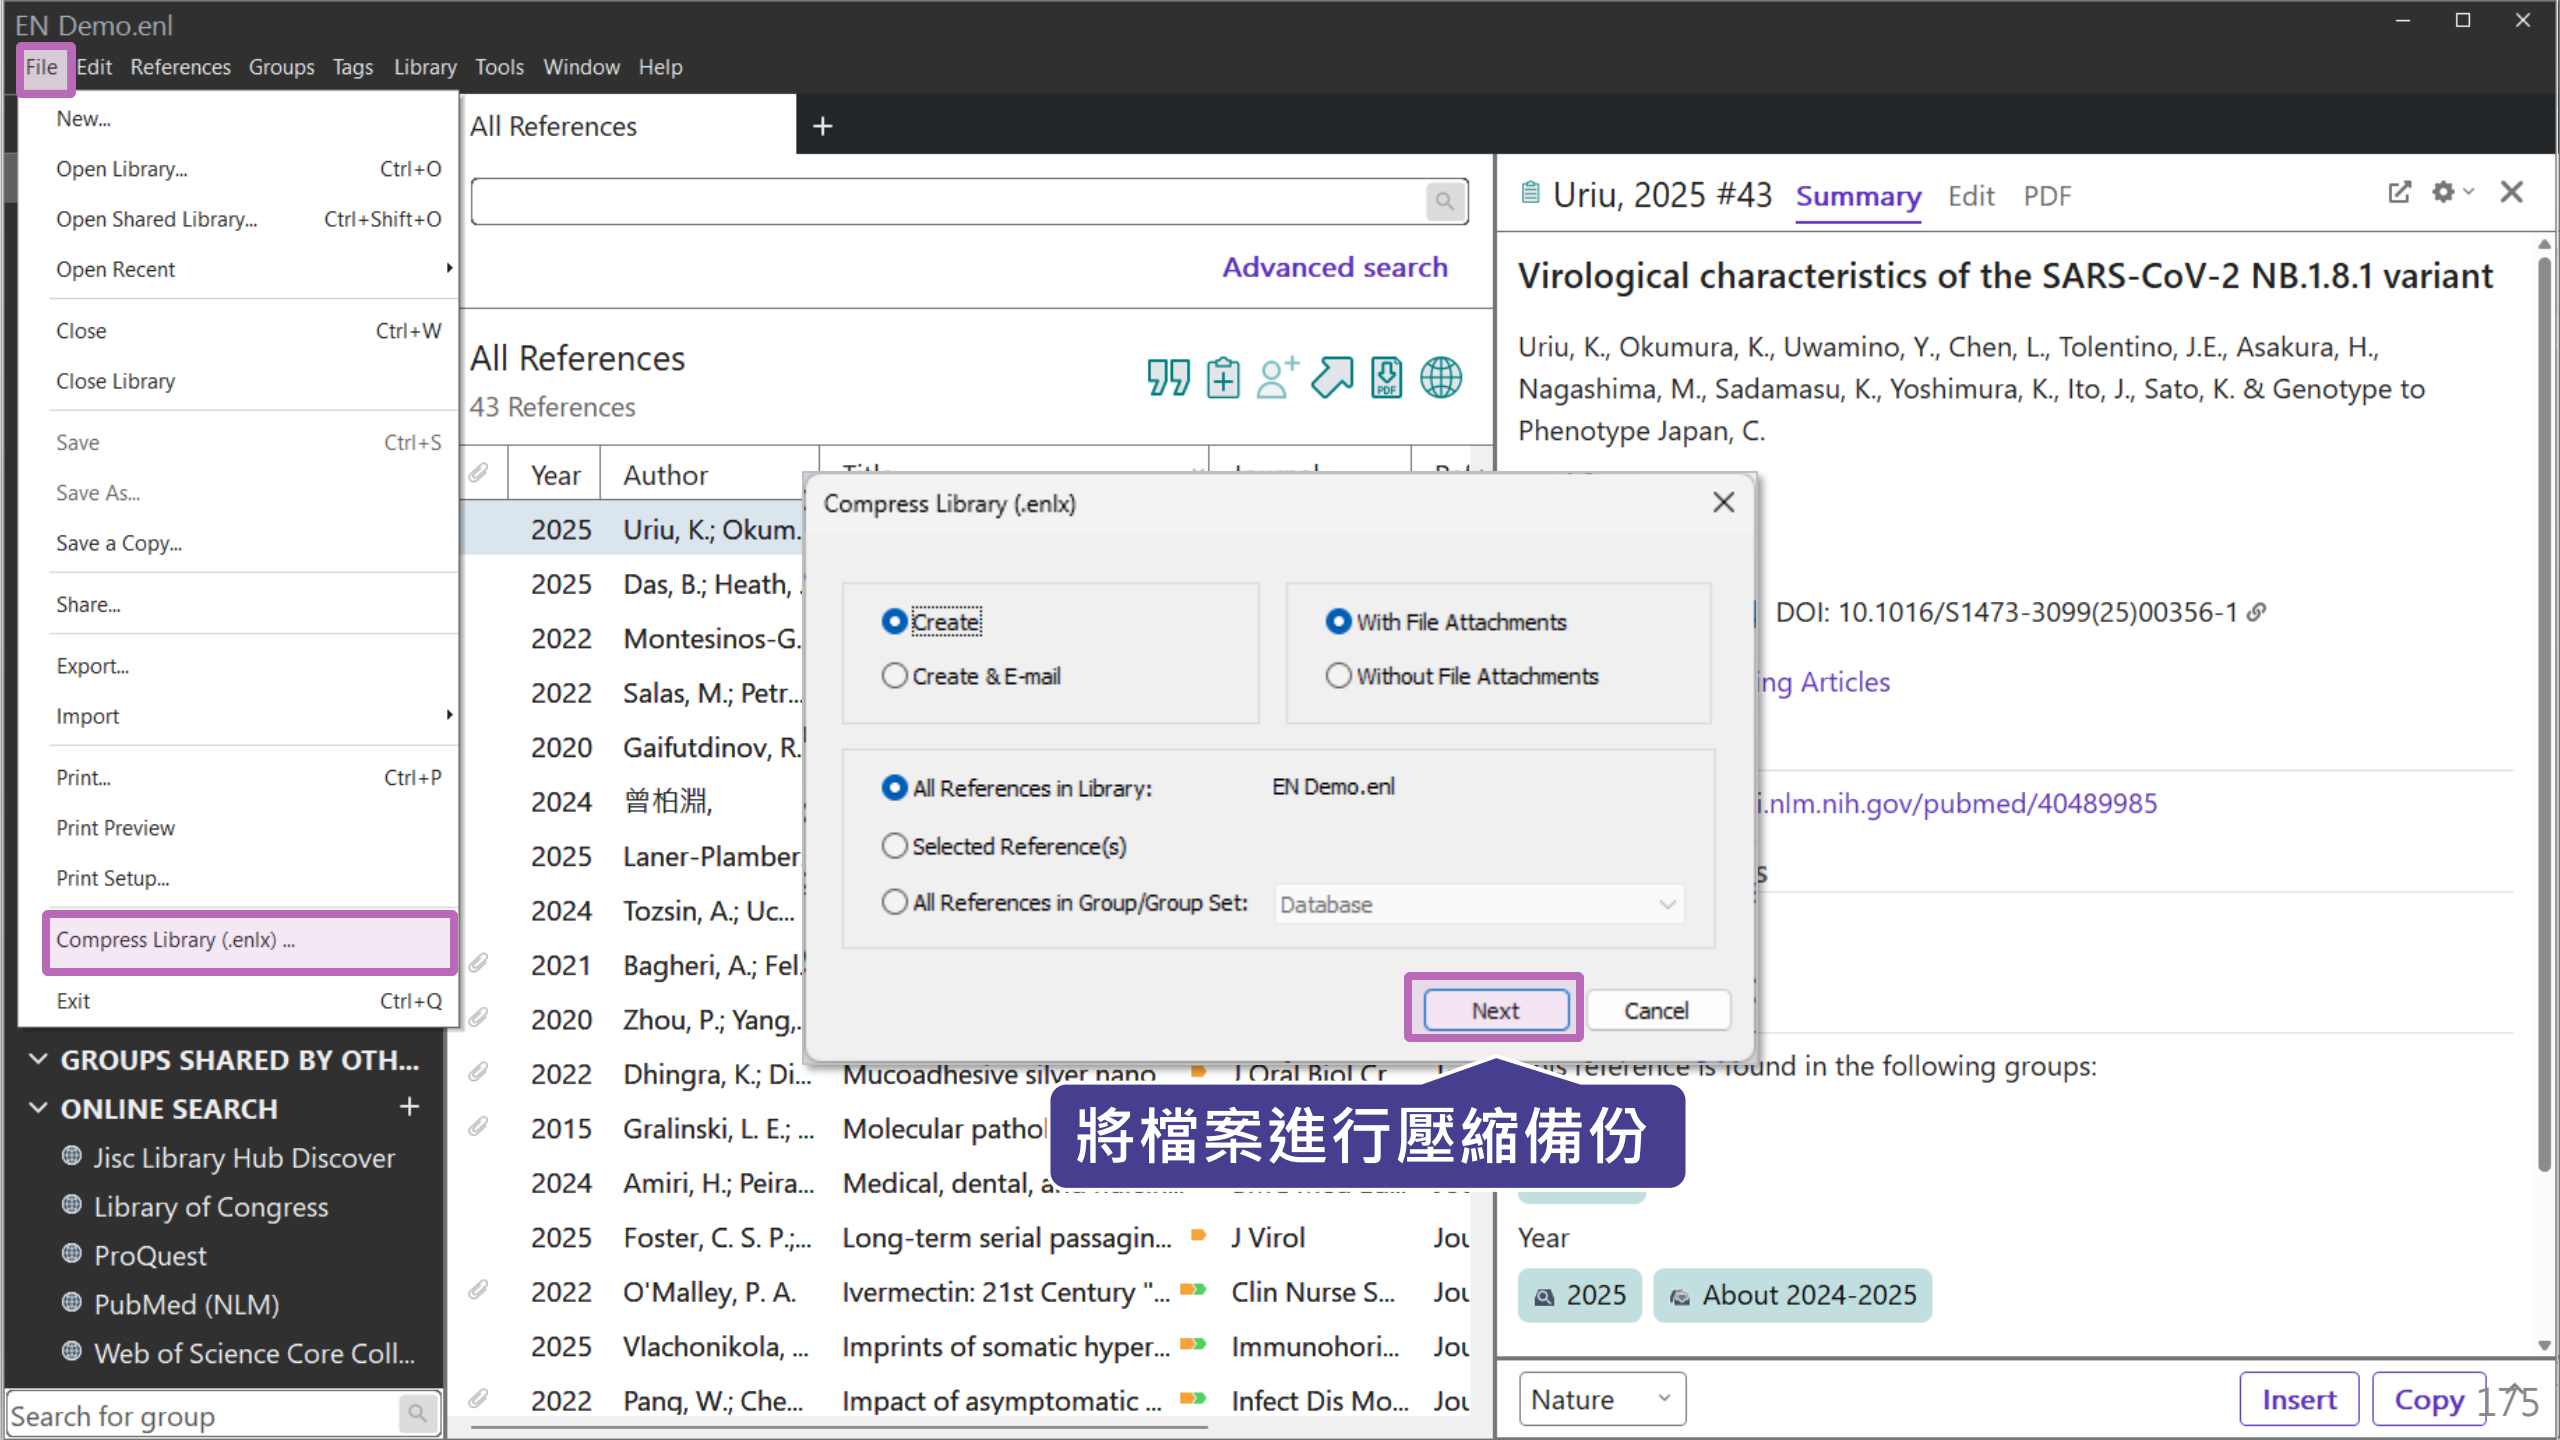 EN Demo.enl
File Edit References Groups Tags Library Tools Window Help
New...
Open Library... Ctrl+O
Open Shared Library... Ctrl+Shift+O
Open Recent
Close Ctrl+W
Close Library
Save Ctrl+S
Save As...
Save a Copy...
Share...
Export...
Import
Print... Ctrl+P
Print Preview
Print Setup...
Compress Library (.enlx) ...
Exit Ctrl+Q
GROUPS SHARED BY OTH...
ONLINE SEARCH +
Jisc Library Hub Discover
Library of Congress
ProQuest
PubMed (NLM)
Web of Science Core Coll...
Search for group
All References +
Advanced search
All References
43 References
PDF
Year Author
2025 Uriu, K.; Okum.
2025 Das, B.; Heath,
2022 Montesinos-G.
2022 Salas, M.; Petr...
2020 Gaifutdinov, R.
2024 曾柏淵,
2025 Laner-Plamber
2024 Tozsin, A.; Uc...
2021 Bagheri, A.; Fel.
2020 Zhou, P.; Yang,.
2022 Dhingra, K.; Di... Mucoadhesive silver nano J Oral Biol Cr
2015 Gralinski, L. E.; ... Molecular pathol
2024 Amiri, H.; Peira... Medical, dental,
2025 Foster, C. S. P.;... Long-term serial passagin... J Virol Jou
2022 O'Malley, P. A. Ivermectin: 21st Century "... Clin Nurse S... Jou
2025 Vlachonikola, ... Imprints of somatic hyper... Immunohori... Jou
2022 Pang, W.; Che... Impact of asymptomatic ... Infect Dis Mo... Jou
Compress Library (.enlx)
Create
Create & E-mail
With File Attachments
Without File Attachments
All References in Library: EN Demo.enl
Selected Reference(s)
All References in Group/Group Set: Database
Next Cancel
將檔案進行壓縮備份
Uriu, 2025 #43 Summary Edit PDF
Virological characteristics of the SARS-CoV-2 NB.1.8.1 variant
Uriu, K., Okumura, K., Uwamino, Y., Chen, L., Tolentino, J.E., Asakura, H.,
Nagashima, M., Sadamasu, K., Yoshimura, K., Ito, J., Sato, K. & Genotype to
Phenotype Japan, C.
DOI: 10.1016/S1473-3099(25)00356-1
ing Articles
i.nlm.nih.gov/pubmed/40489985
s
reference is found in the following groups:
Year
2025 About 2024-2025
Nature Insert Copy
175